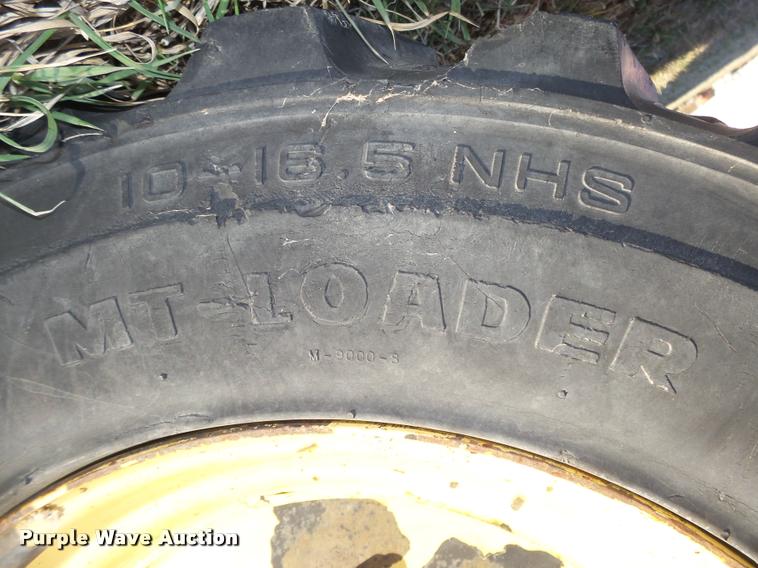 10-16.5 NHS
MT-LOADER
M-9000-8
Purple Wave Auction